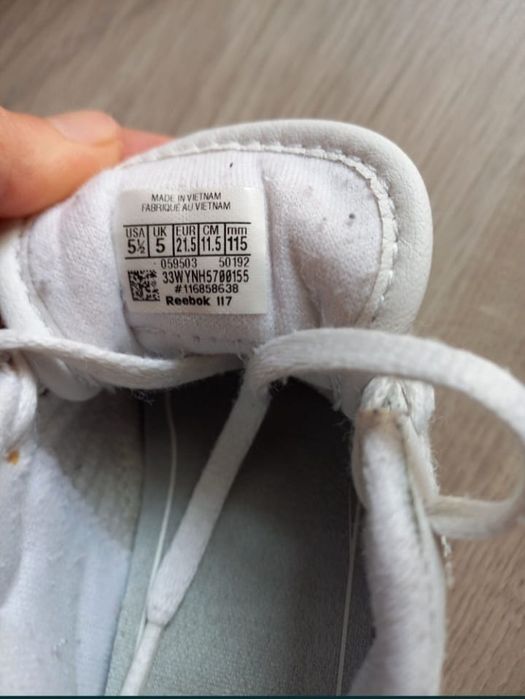 MADE IN VIETNAM
FABRIQUÉ AU VIETNAM
USA UK EUR CM mm
5½ 5 21.5 11.5 115
059503 50192
33WYNH5700155
#116858638
Reebok 117